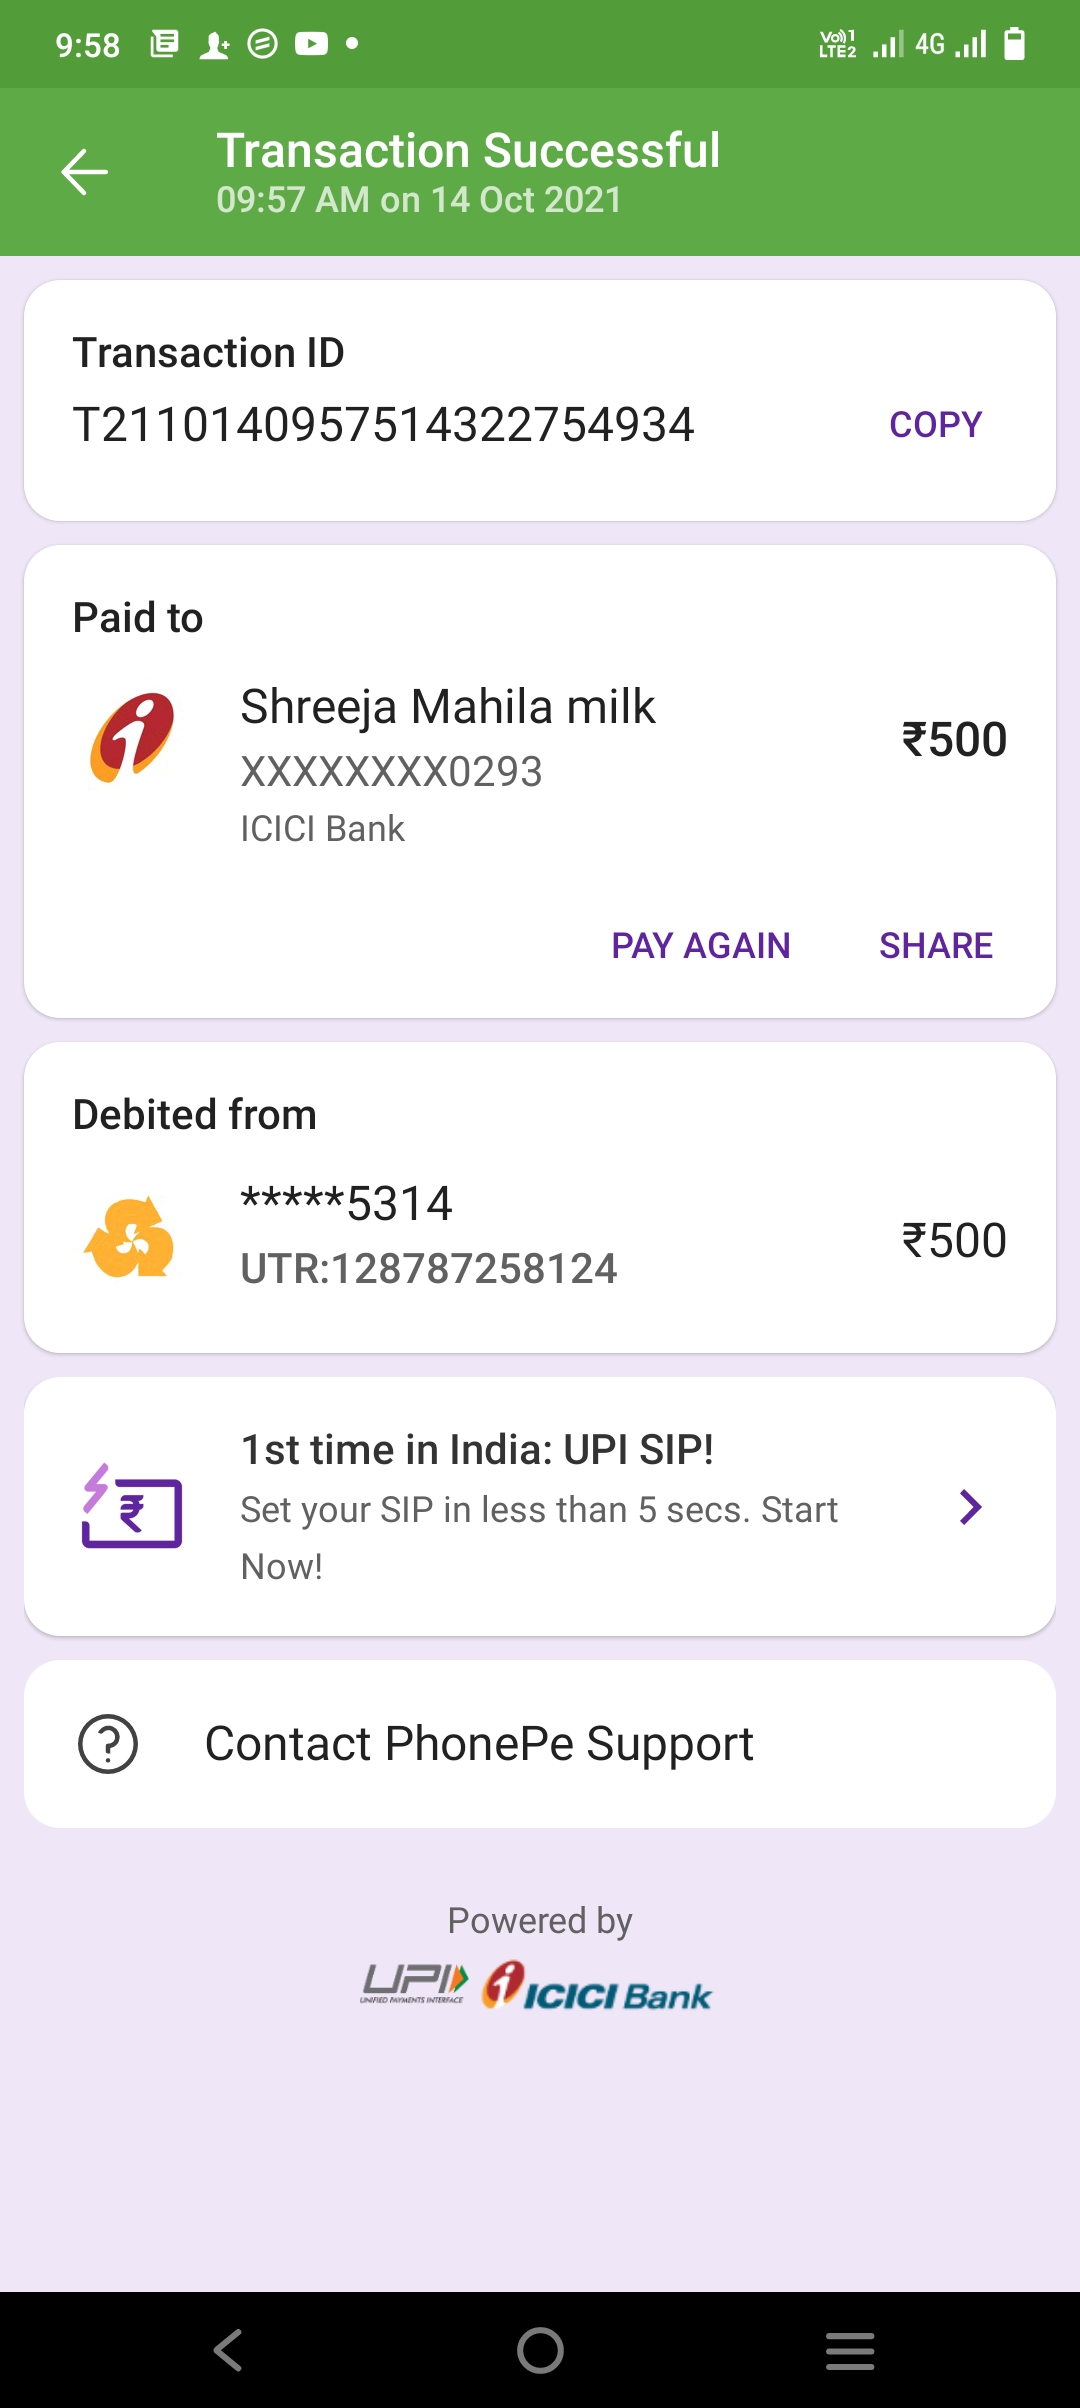 9:58
Vo)) 1
LTE2
4G
Transaction Successful
09:57 AM on 14 Oct 2021
Transaction ID
T2110140957514322754934
COPY
Paid to
Shreeja Mahila milk
₹500
XXXXXXXX0293
ICICI Bank
PAY AGAIN
SHARE
Debited from
*****5314
₹500
UTR:128787258124
1st time in India: UPI SIP!
Set your SIP in less than 5 secs. Start
Now!
Contact PhonePe Support
Powered by
UPI
UNIFIED PAYMENTS INTERFACE
ICICI Bank